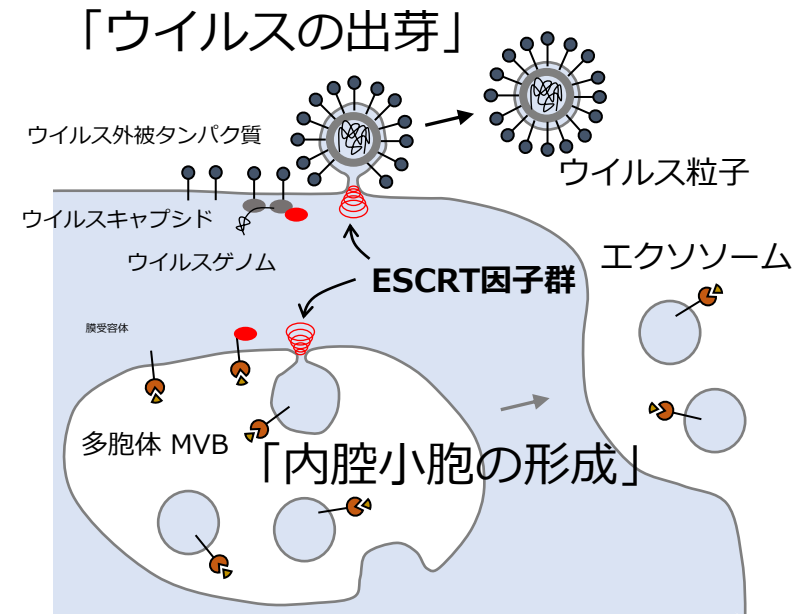 「ウイルスの出芽」
ウイルス外被タンパク質
ウイルス粒子
ウイルスキャプシド
ウイルスゲノム
エクソソーム
ESCRT因子群
膜受容体
多胞体 MVB
「内腔小胞の形成」